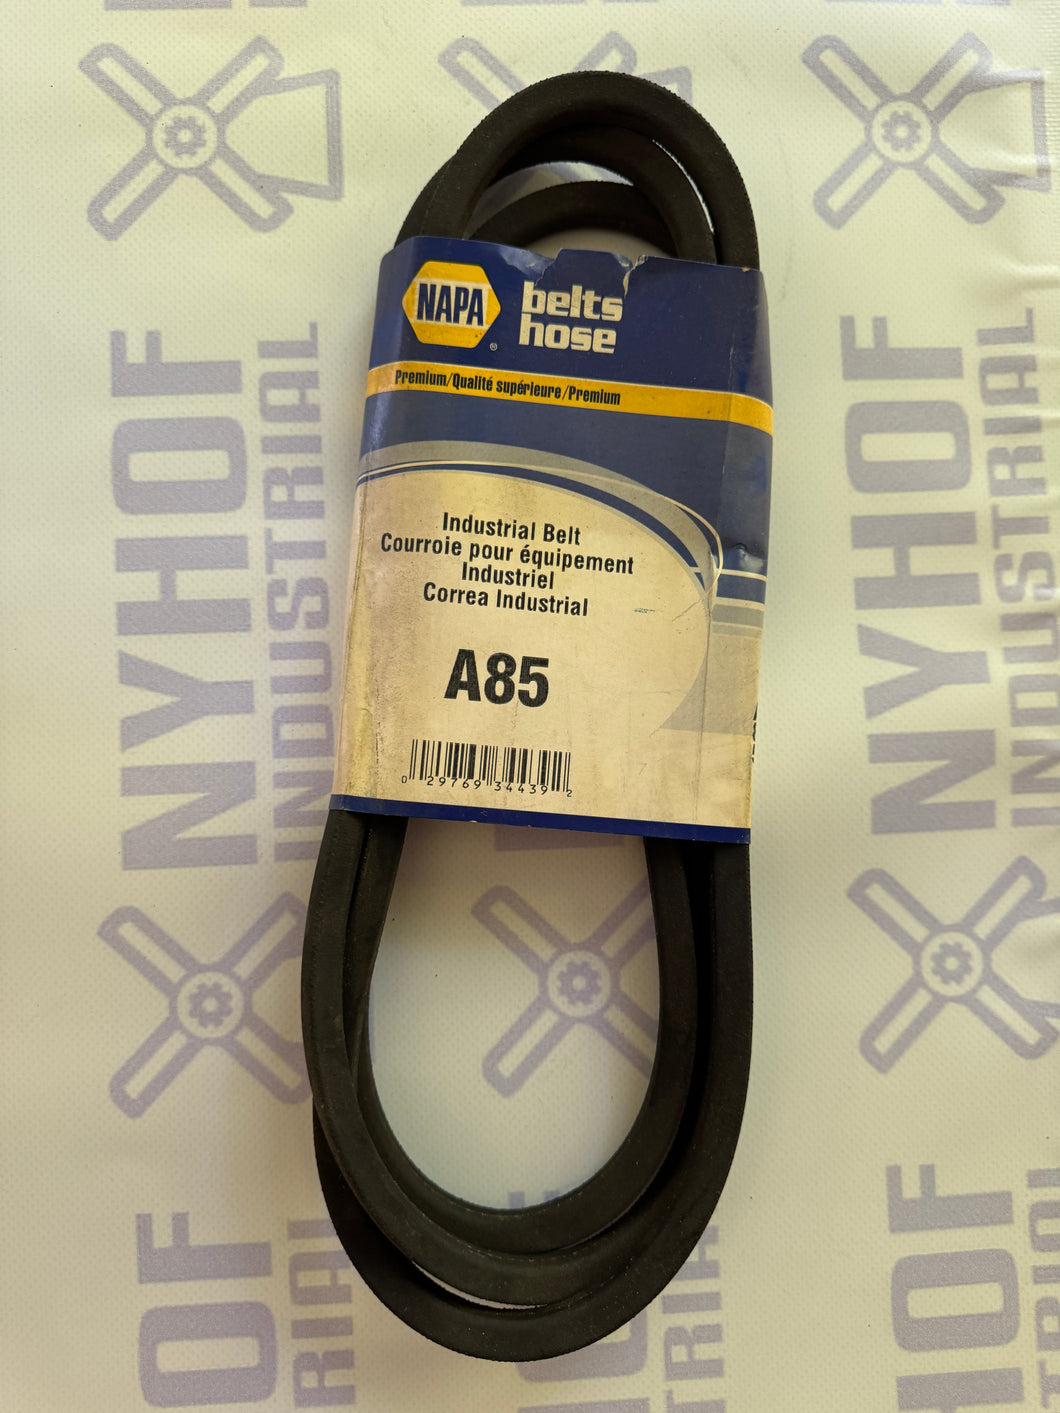 NAPA
®
belts
hose
Premium/Qualité supérieure/Premium
Industrial Belt
Courroie pour équipement
Industriel
Correa Industrial
A85
0 29769 34439 2
NYHOF
INDUSTRIAL
NYHOF
INDUSTRIAL